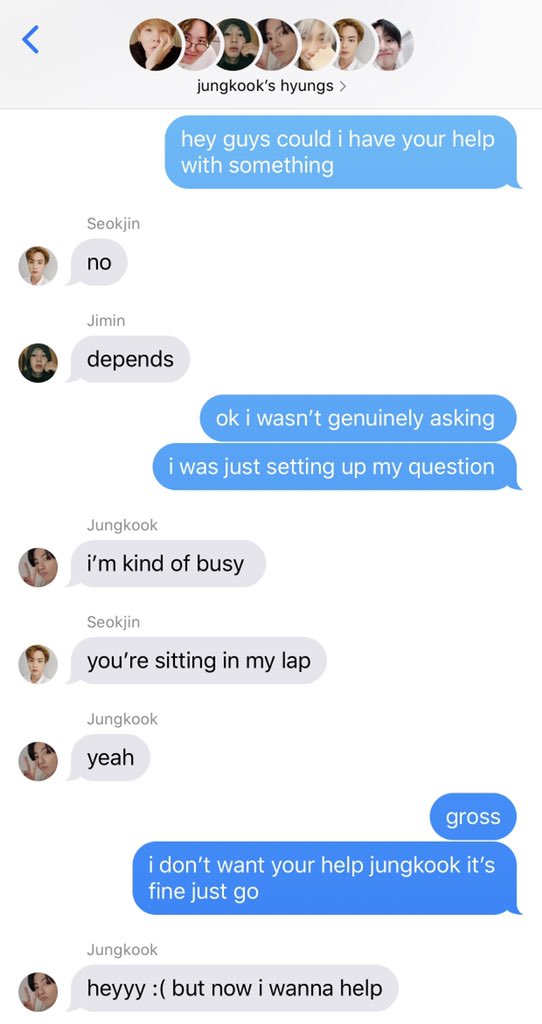 jungkook's hyungs >
hey guys could i have your help
with something
Seokjin
no
Jimin
depends
ok i wasn't genuinely asking
i was just setting up my question
Jungkook
i'm kind of busy
Seokjin
you're sitting in my lap
Jungkook
yeah
gross
i don't want your help jungkook it's
fine just go
Jungkook
heyyy :( but now i wanna help